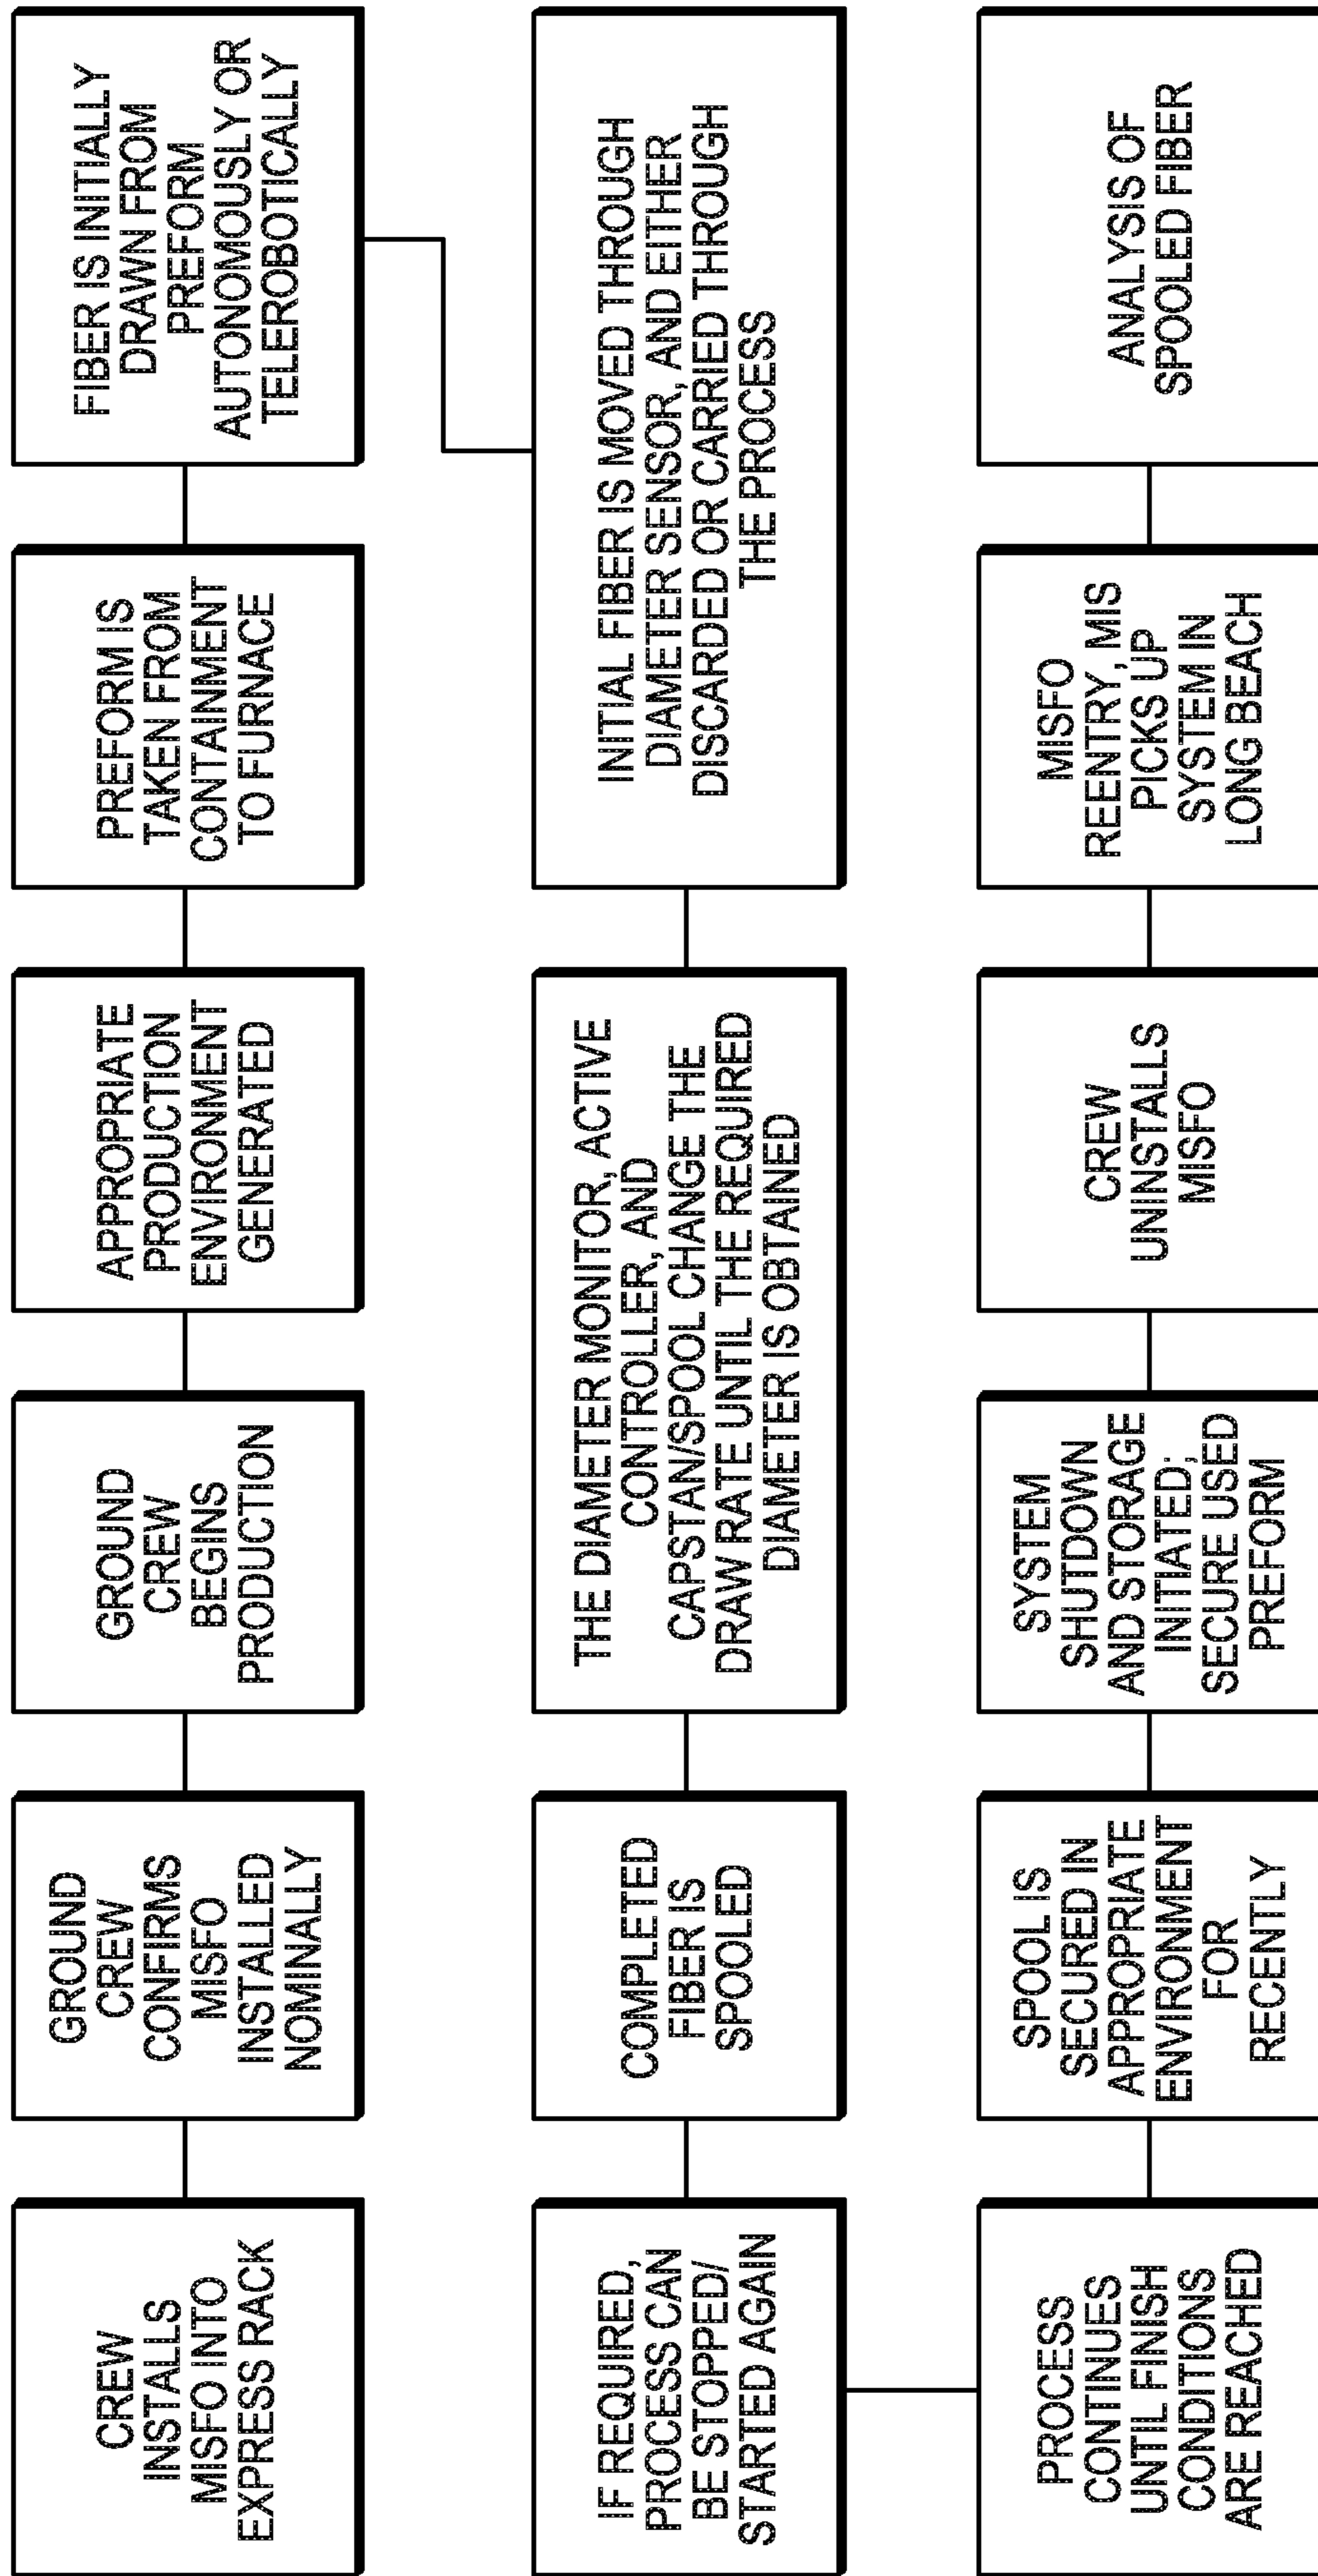 CREW
INSTALLS
MISFO INTO
EXPRESS RACK
GROUND
CREW
CONFIRMS
MISFO
INSTALLED
NOMINALLY
GROUND
CREW
BEGINS
PRODUCTION
APPROPRIATE
PRODUCTION
ENVIRONMENT
GENERATED
PREFORM IS
TAKEN FROM
CONTAINMENT
TO FURNACE
FIBER IS INITIALLY
DRAWN FROM
PREFORM
AUTONOMOUSLY OR
TELEROBOTICALLY
INITIAL FIBER IS MOVED THROUGH
DIAMETER SENSOR, AND EITHER
DISCARDED OR CARRIED THROUGH
THE PROCESS
THE DIAMETER MONITOR, ACTIVE
CONTROLLER, AND
CAPSTAN/SPOOL CHANGE THE
DRAW RATE UNTIL THE REQUIRED
DIAMETER IS OBTAINED
COMPLETED
FIBER IS
SPOOLED
IF REQUIRED,
PROCESS CAN
BE STOPPED/
STARTED AGAIN
PROCESS
CONTINUES
UNTIL FINISH
CONDITIONS
ARE REACHED
SPOOL IS
SECURED IN
APPROPRIATE
ENVIRONMENT
FOR
RECENTLY
SYSTEM
SHUTDOWN
AND STORAGE
INITIATED;
SECURE USED
PREFORM
CREW
UNINSTALLS
MISFO
MISFO
REENTRY, MIS
PICKS UP
SYSTEM IN
LONG BEACH
ANALYSIS OF
SPOOLED FIBER